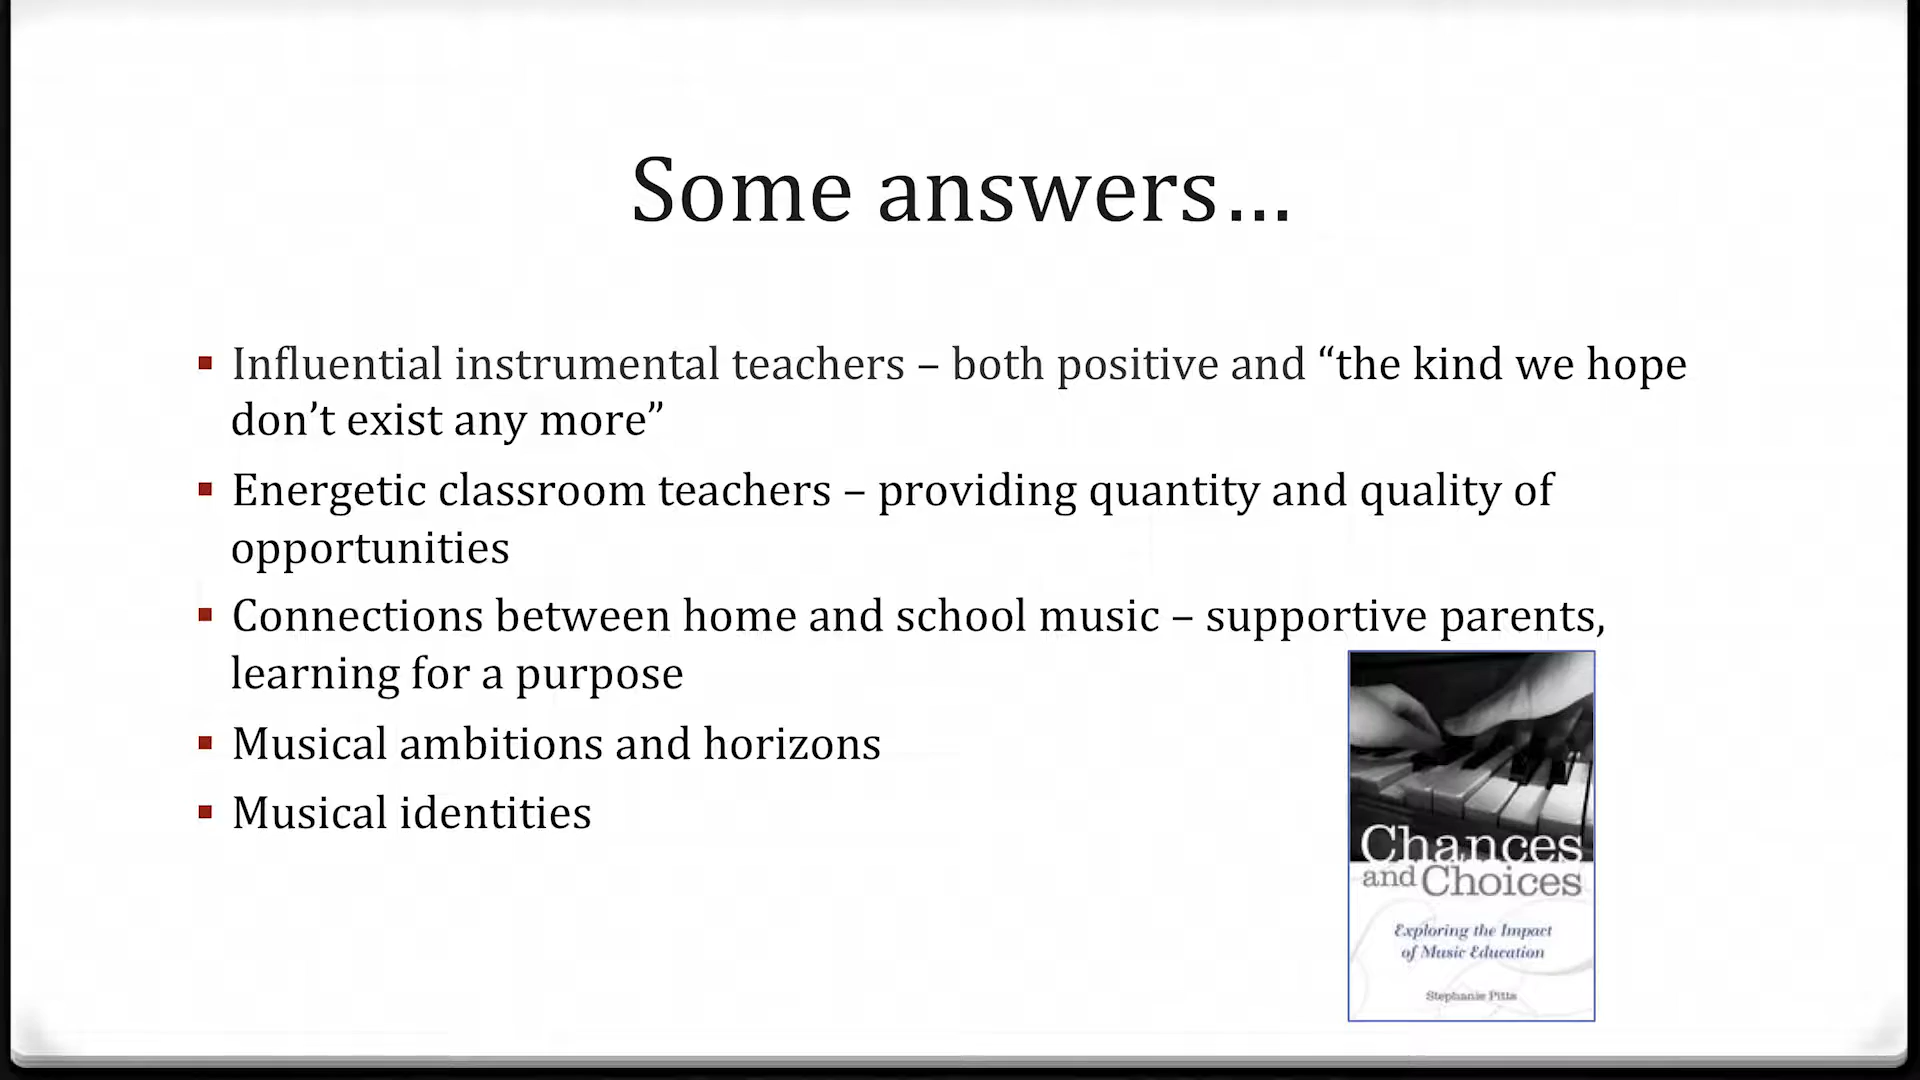 Some answers…
▪ Influential instrumental teachers – both positive and “the kind we hope
don’t exist any more”
▪ Energetic classroom teachers – providing quantity and quality of
opportunities
▪ Connections between home and school music – supportive parents,
learning for a purpose
▪ Musical ambitions and horizons
▪ Musical identities
Chances
and Choices
Exploring the Impact
of Music Education
Stephanie Pitts